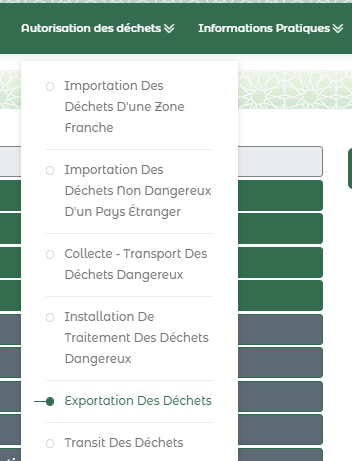 Autorisation des déchets
Informations Pratiques
Importation Des
Déchets D'une Zone
Franche
Importation Des
Déchets Non Dangereux
D'un Pays Étranger
Collecte - Transport Des
Déchets Dangereux
Installation De
Traitement Des Déchets
Dangereux
Exportation Des Déchets
Transit Des Déchets